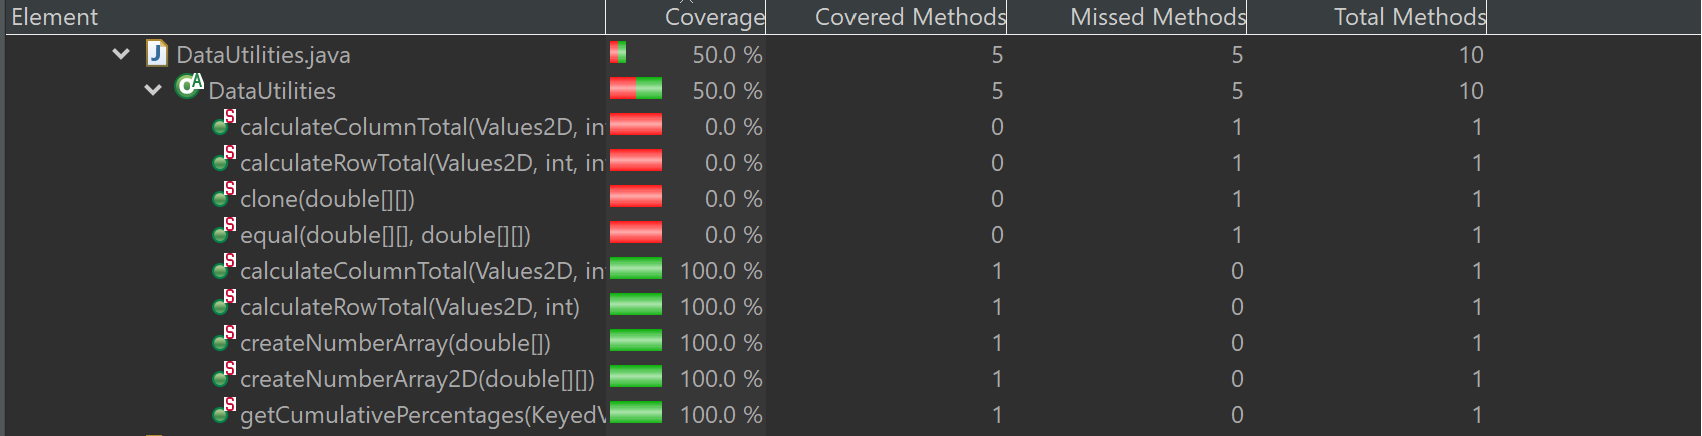 Element Coverage Covered Methods Missed Methods Total Methods
DataUtilities.java 50.0 % 5 5 10
DataUtilities 50.0 % 5 5 10
calculateColumnTotal(Values2D, in 0.0 % 0 1 1
calculateRowTotal(Values2D, int, in 0.0 % 0 1 1
clone(double[][]) 0.0 % 0 1 1
equal(double[][], double[][]) 0.0 % 0 1 1
calculateColumnTotal(Values2D, in 100.0 % 1 0 1
calculateRowTotal(Values2D, int) 100.0 % 1 0 1
createNumberArray(double[]) 100.0 % 1 0 1
createNumberArray2D(double[][]) 100.0 % 1 0 1
getCumulativePercentages(KeyedV 100.0 % 1 0 1